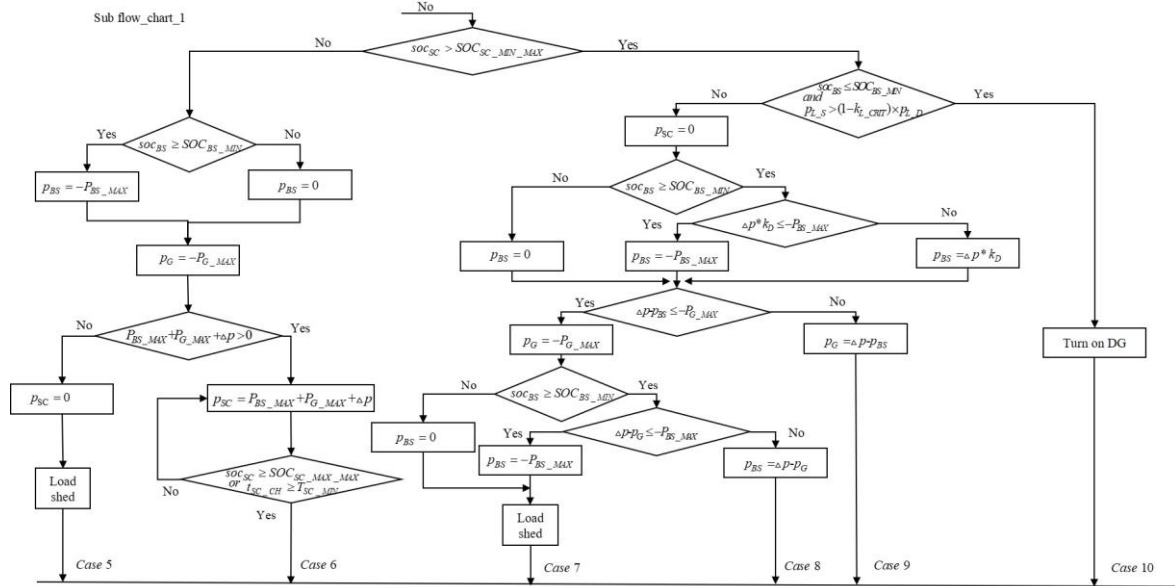 Sub flow_chart_1
No
No
soc_SC > SOC_SC_MIN_MAX
Yes
soc_BS ≤ SOC_BS_MIN
and
p_L_S > (1−k_L_CRIT)×p_L_D
No
Yes
p_SC = 0
Yes
soc_BS ≥ SOC_BS_MIN
No
p_BS = −P_BS_MAX
p_BS = 0
No
soc_BS ≥ SOC_BS_MIN
Yes
Yes
△p* k_D ≤ −P_BS_MAX
No
p_G = −P_G_MAX
p_BS = 0
p_BS = −P_BS_MAX
p_BS = △p* k_D
No
P_BS_MAX+P_G_MAX+△p>0
Yes
Yes
△p-p_BS ≤ −P_G_MAX
No
p_G = −P_G_MAX
p_G = △p-p_BS
Turn on DG
p_SC = 0
p_SC = P_BS_MAX+P_G_MAX+△p
No
soc_BS ≥ SOC_BS_MIN
Yes
p_BS = 0
Yes
△p-p_G ≤ −P_BS_MAX
No
p_BS = −P_BS_MAX
p_BS = △p-p_G
Load
shed
soc_SC ≥ SOC_SC_MAX_MAX
or t_SC_CH ≥ T_SC_MIN
No
Yes
Load
shed
Case 5
Case 6
Case 7
Case 8
Case 9
Case 10